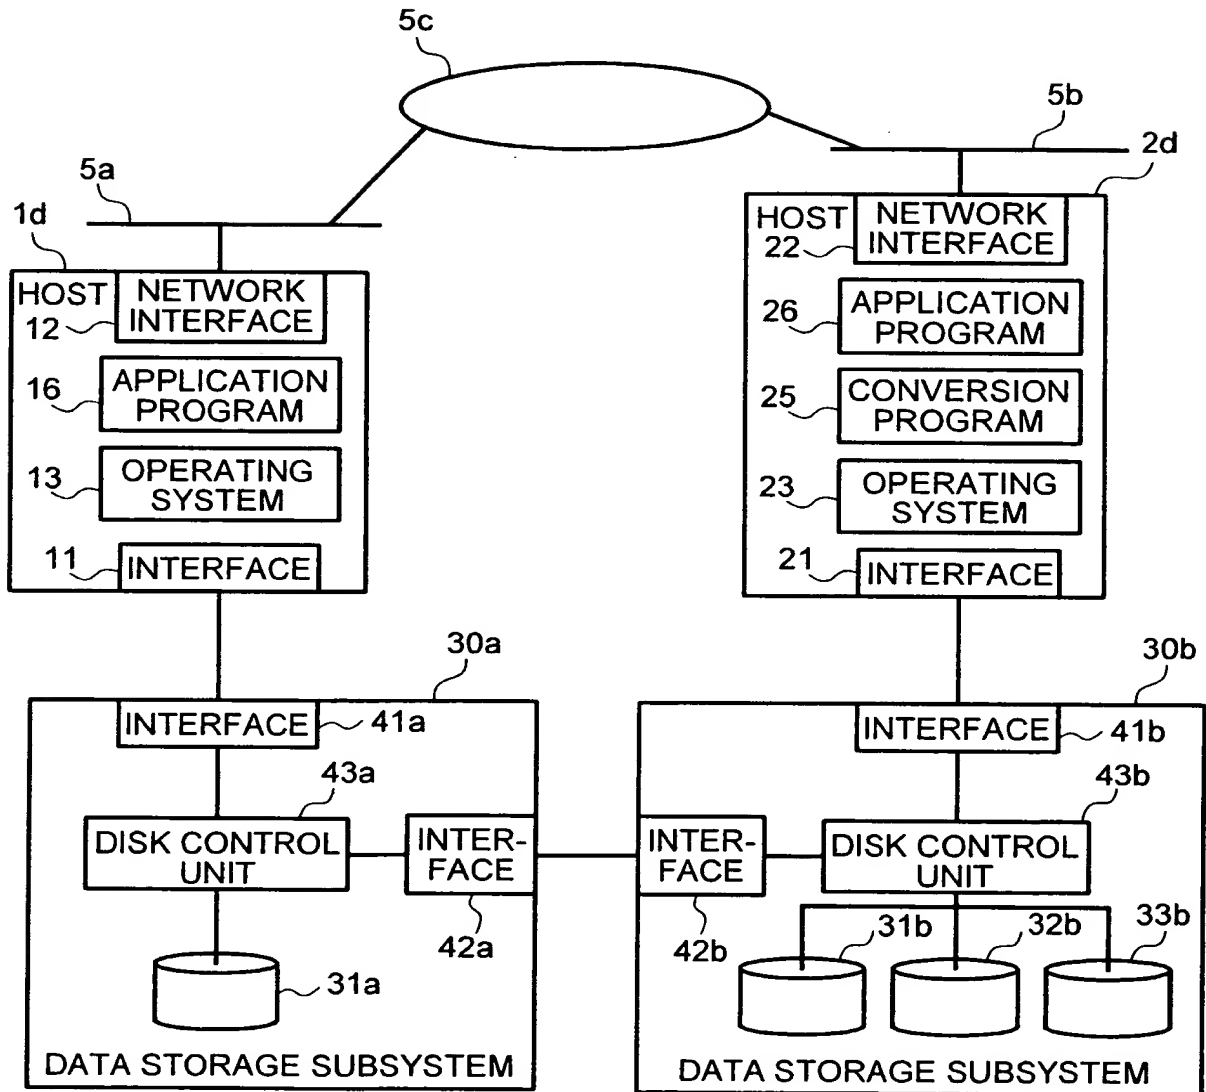 5c
5b
2d
5a
1d
HOST
NETWORK
INTERFACE
12
16
APPLICATION
PROGRAM
13
OPERATING
SYSTEM
11
INTERFACE
HOST
NETWORK
INTERFACE
22
26
APPLICATION
PROGRAM
25
CONVERSION
PROGRAM
23
OPERATING
SYSTEM
21
INTERFACE
30a
INTERFACE
41a
43a
DISK CONTROL
UNIT
INTER-
FACE
42a
31a
DATA STORAGE SUBSYSTEM
30b
INTERFACE
41b
43b
INTER-
FACE
42b
DISK CONTROL
UNIT
31b
32b
33b
DATA STORAGE SUBSYSTEM